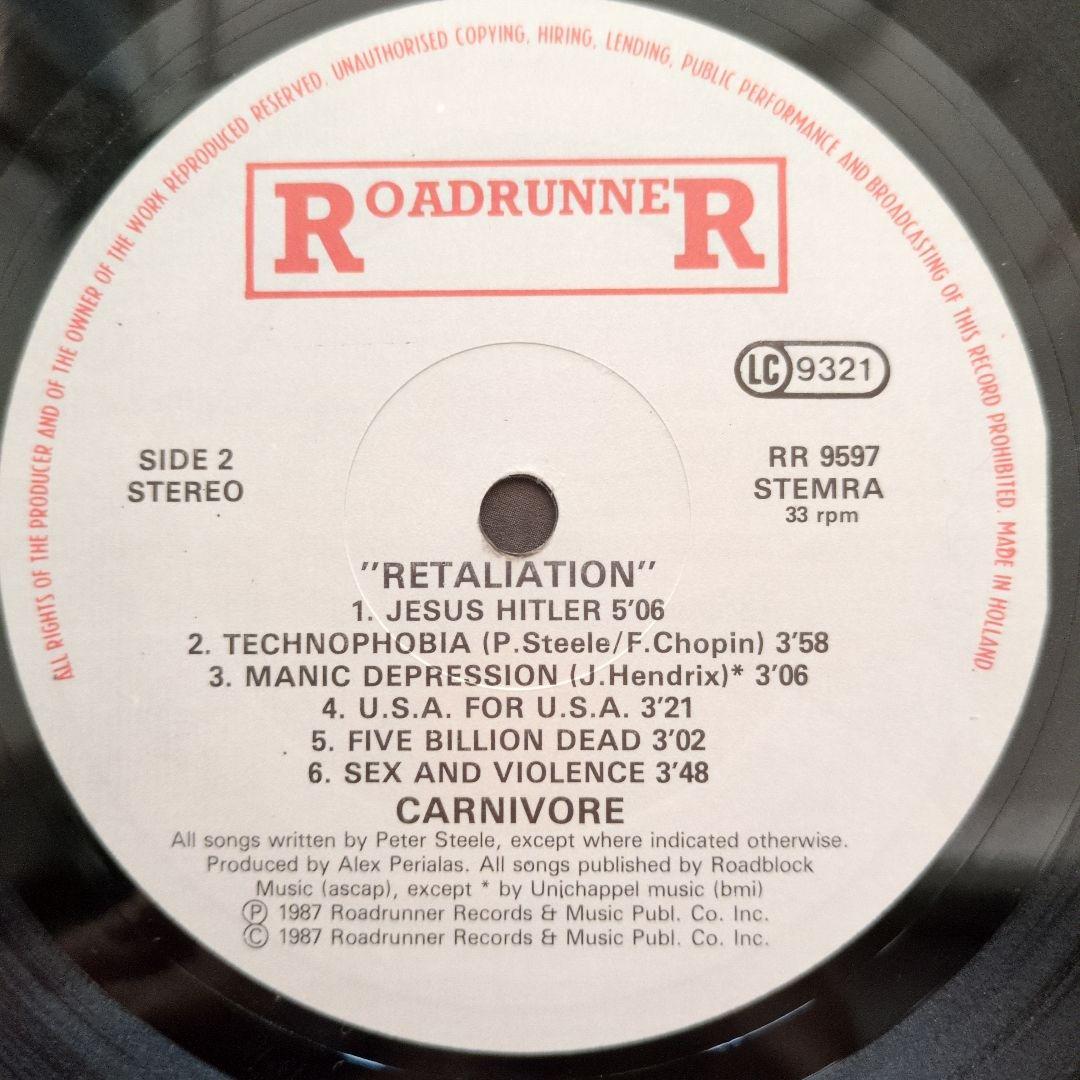 ALL RIGHTS OF THE PRODUCER AND OF THE OWNER OF THE WORK REPRODUCED RESERVED. UNAUTHORISED COPYING, HIRING, LENDING, PUBLIC PERFORMANCE AND BROADCASTING OF THIS RECORD PROHIBITED. MADE IN HOLLAND.
ROADRUNNER
LC 9321
SIDE 2
STEREO
RR 9597
STEMRA
33 rpm
"RETALIATION"
1. JESUS HITLER 5'06
2. TECHNOPHOBIA (P.Steele/F.Chopin) 3'58
3. MANIC DEPRESSION (J.Hendrix)* 3'06
4. U.S.A. FOR U.S.A. 3'21
5. FIVE BILLION DEAD 3'02
6. SEX AND VIOLENCE 3'48
CARNIVORE
All songs written by Peter Steele, except where indicated otherwise.
Produced by Alex Perialas. All songs published by Roadblock
Music (ascap), except * by Unichappel music (bmi)
Ⓟ 1987 Roadrunner Records & Music Publ. Co. Inc.
© 1987 Roadrunner Records & Music Publ. Co. Inc.